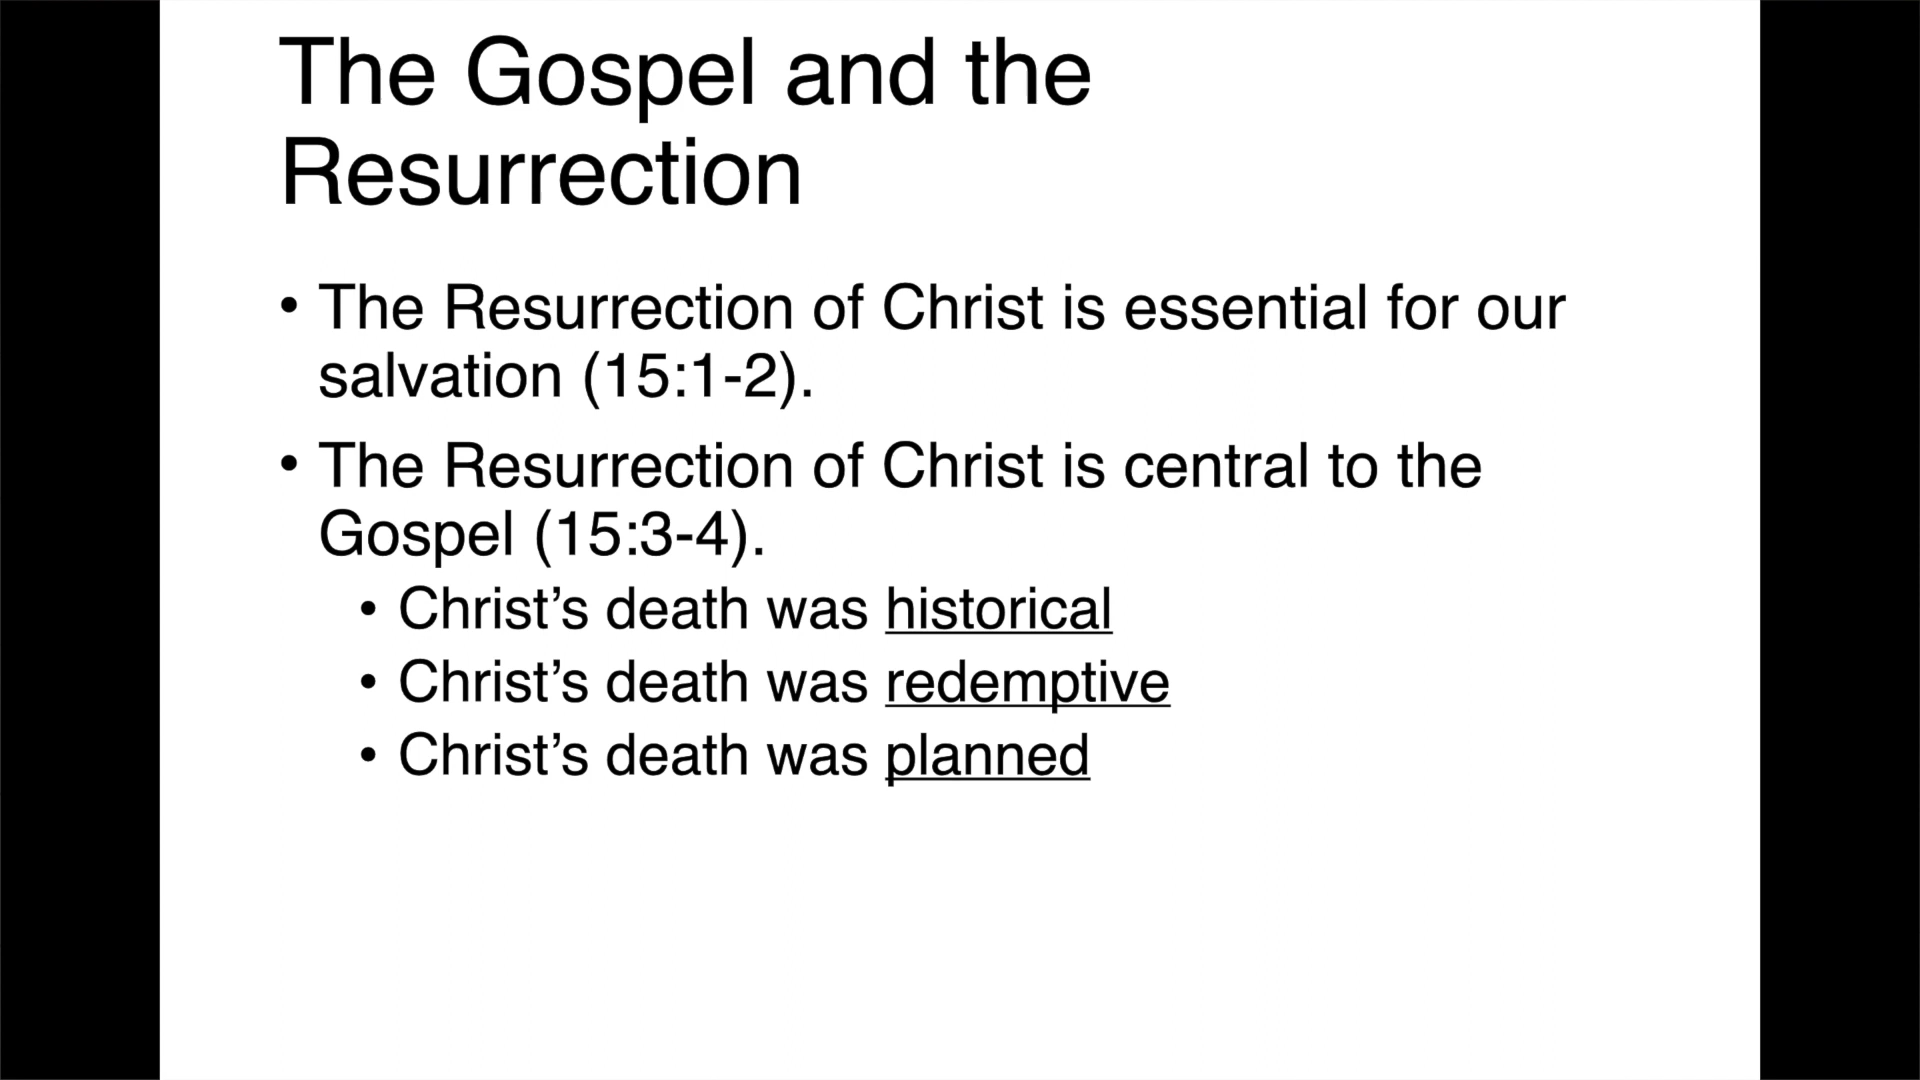 The Gospel and the
Resurrection
• The Resurrection of Christ is essential for our
salvation (15:1-2).
• The Resurrection of Christ is central to the
Gospel (15:3-4).
• Christ’s death was historical
• Christ’s death was redemptive
• Christ’s death was planned